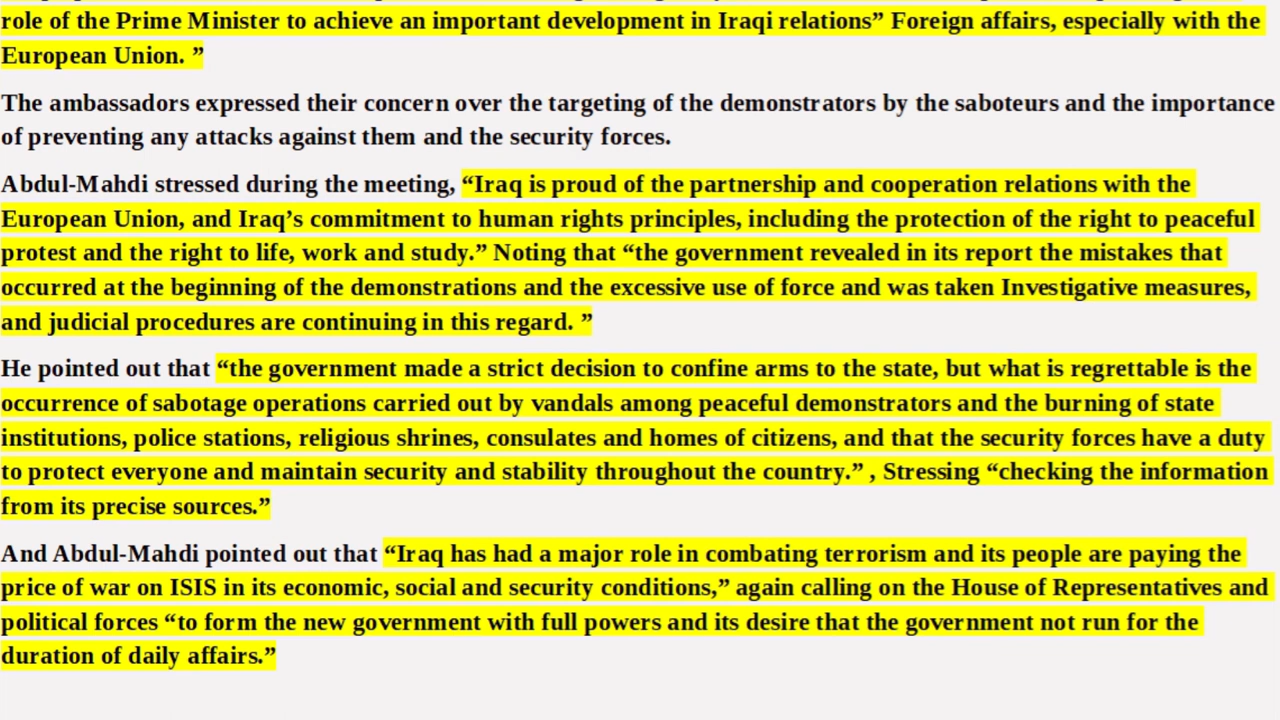 role of the Prime Minister to achieve an important development in Iraqi relations” Foreign affairs, especially with the
European Union. ”
The ambassadors expressed their concern over the targeting of the demonstrators by the saboteurs and the importance
of preventing any attacks against them and the security forces.
Abdul-Mahdi stressed during the meeting, “Iraq is proud of the partnership and cooperation relations with the
European Union, and Iraq’s commitment to human rights principles, including the protection of the right to peaceful
protest and the right to life, work and study.” Noting that “the government revealed in its report the mistakes that
occurred at the beginning of the demonstrations and the excessive use of force and was taken Investigative measures,
and judicial procedures are continuing in this regard. ”
He pointed out that “the government made a strict decision to confine arms to the state, but what is regrettable is the
occurrence of sabotage operations carried out by vandals among peaceful demonstrators and the burning of state
institutions, police stations, religious shrines, consulates and homes of citizens, and that the security forces have a duty
to protect everyone and maintain security and stability throughout the country.” , Stressing “checking the information
from its precise sources.”
And Abdul-Mahdi pointed out that “Iraq has had a major role in combating terrorism and its people are paying the
price of war on ISIS in its economic, social and security conditions,” again calling on the House of Representatives and
political forces “to form the new government with full powers and its desire that the government not run for the
duration of daily affairs.”